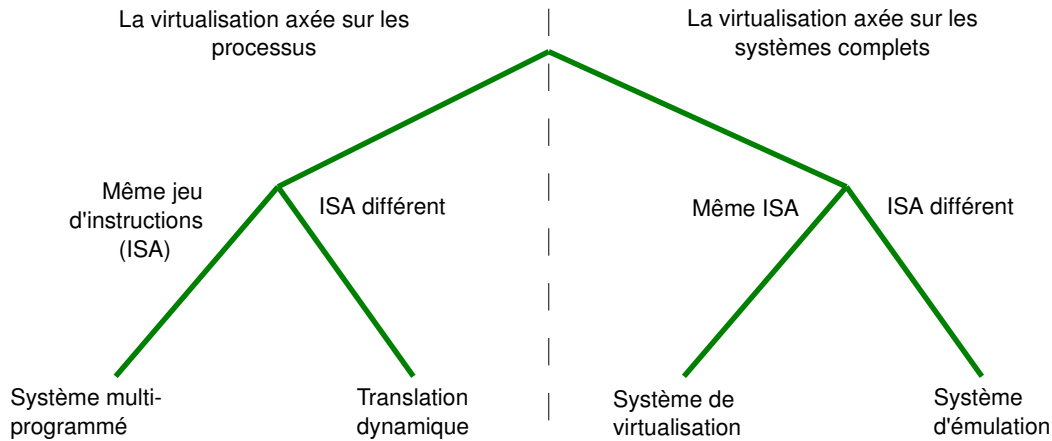 La virtualisation axée sur les
processus
La virtualisation axée sur les
systèmes complets
Même jeu
d'instructions
(ISA)
ISA différent
Même ISA
ISA différent
Système multi-
programmé
Translation
dynamique
Système de
virtualisation
Système
d'émulation